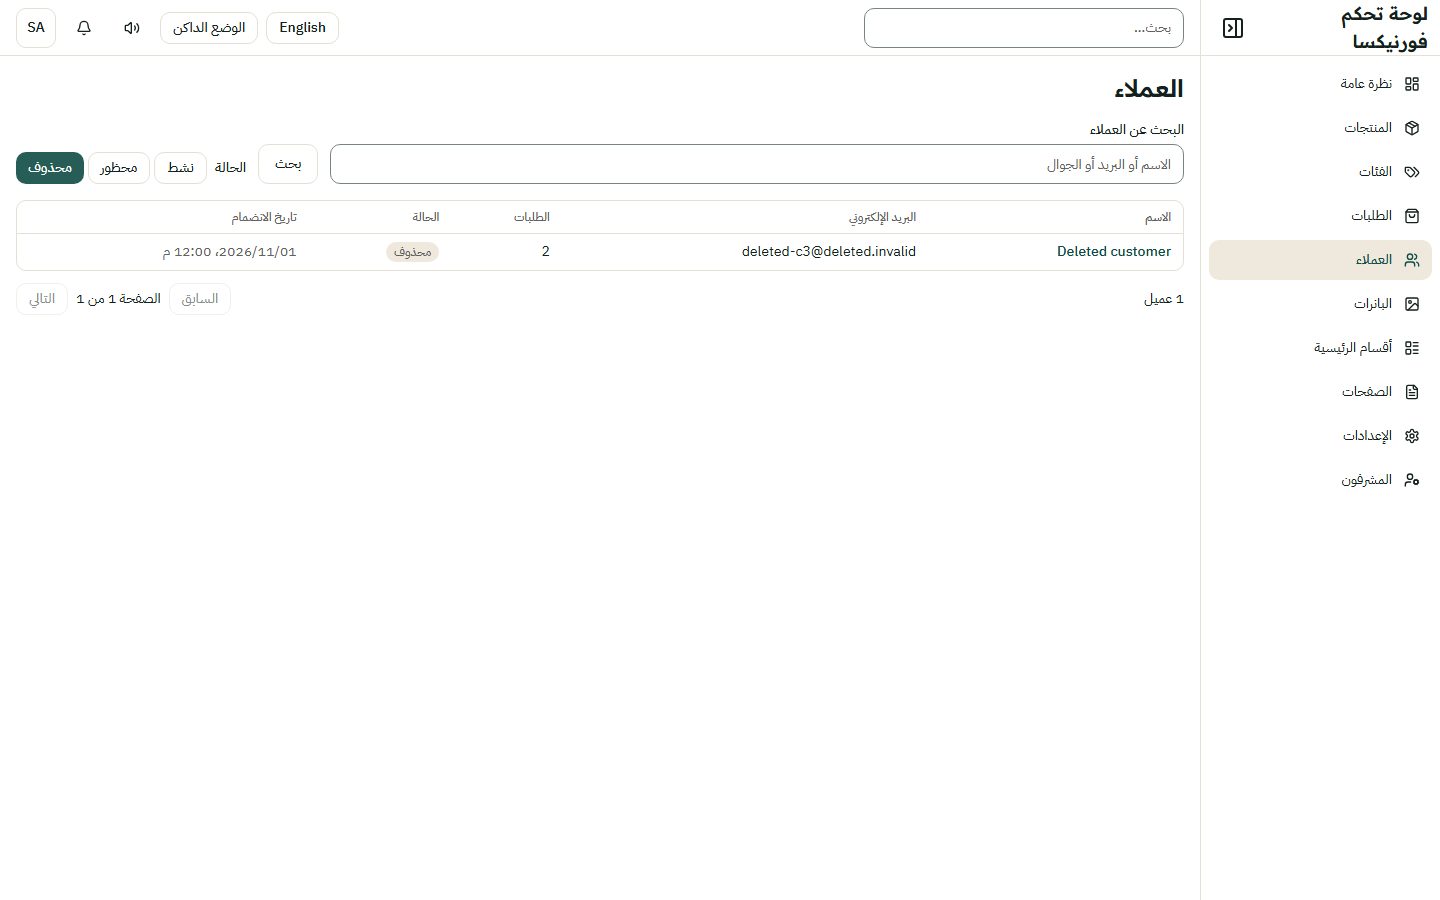 لوحة تحكم
فورنيكسا
نظرة عامة
المنتجات
الفئات
الطلبات
العملاء
البانرات
أقسام الرئيسية
الصفحات
الإعدادات
المشرفون
بحث...
English
الوضع الداكن
SA
العملاء
البحث عن العملاء
الاسم أو البريد أو الجوال
بحث
الحالة
نشط
محظور
محذوف
الاسم البريد الإلكتروني الطلبات الحالة تاريخ الانضمام
Deleted customer deleted-c3@deleted.invalid 2 محذوف 2026/11/01، 12:00 م
1 عميل
السابق
الصفحة 1 من 1
التالي